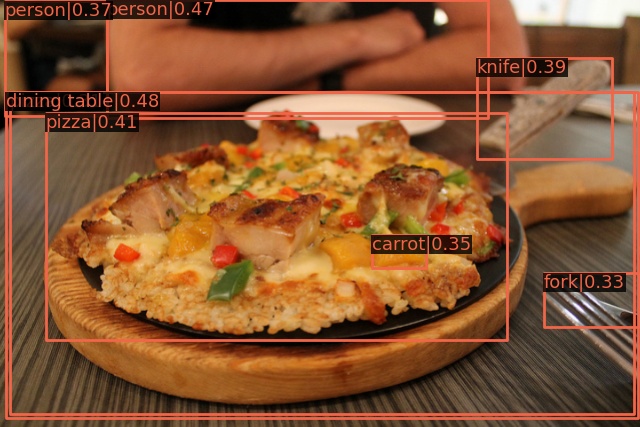 person|0.37
person|0.47
knife|0.39
dining table|0.48
pizza|0.41
carrot|0.35
fork|0.33